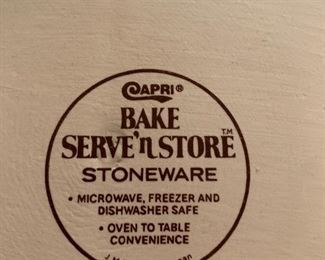 CAPRI®
BAKE
SERVE'n STORE™
STONEWARE
• MICROWAVE, FREEZER AND
DISHWASHER SAFE
• OVEN TO TABLE
CONVENIENCE